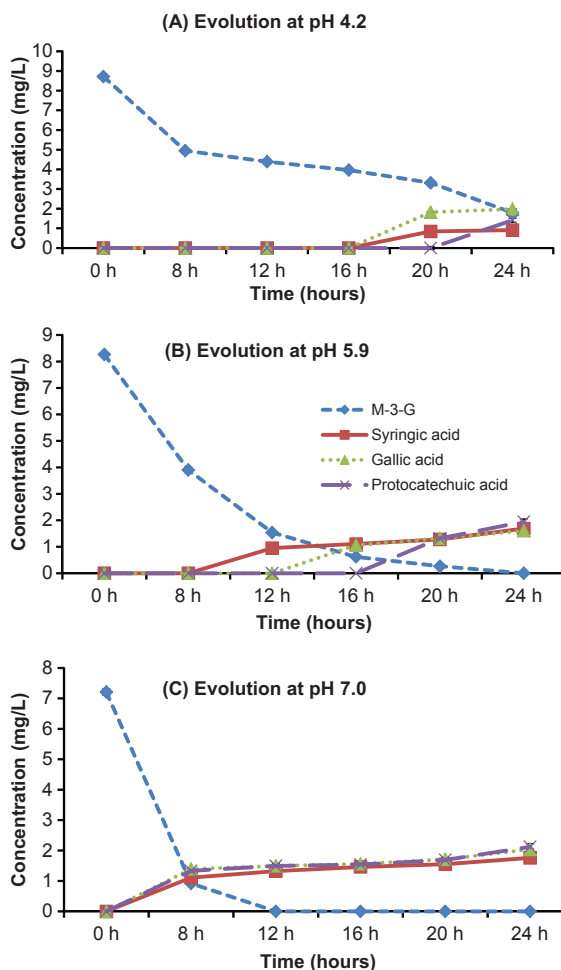 (A) Evolution at pH 4.2
Concentration (mg/L)
10
9
8
7
6
5
4
3
2
1
0
0 h 8 h 12 h 16 h 20 h 24 h
Time (hours)
(B) Evolution at pH 5.9
Concentration (mg/L)
9
8
7
6
5
4
3
2
1
0
M-3-G
Syringic acid
Gallic acid
Protocatechuic acid
0 h 8 h 12 h 16 h 20 h 24 h
Time (hours)
(C) Evolution at pH 7.0
Concentration (mg/L)
8
7
6
5
4
3
2
1
0
0 h 8 h 12 h 16 h 20 h 24 h
Time (hours)